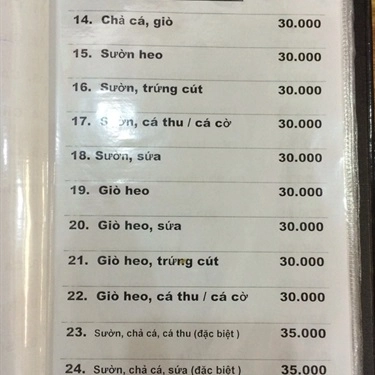 14. Chả cá, giò 30.000
15. Sườn heo 30.000
16. Sườn, trứng cút 30.000
17. Sườn, cá thu / cá cờ 30.000
18. Sườn, sứa 30.000
19. Giò heo 30.000
20. Giò heo, sứa 30.000
21. Giò heo, trứng cút 30.000
22. Giò heo, cá thu / cá cờ 30.000
23. Sườn, chả cá, cá thu (đặc biệt ) 35.000
24. Sườn, chả cá, sứa (đặc biệt ) 35.000